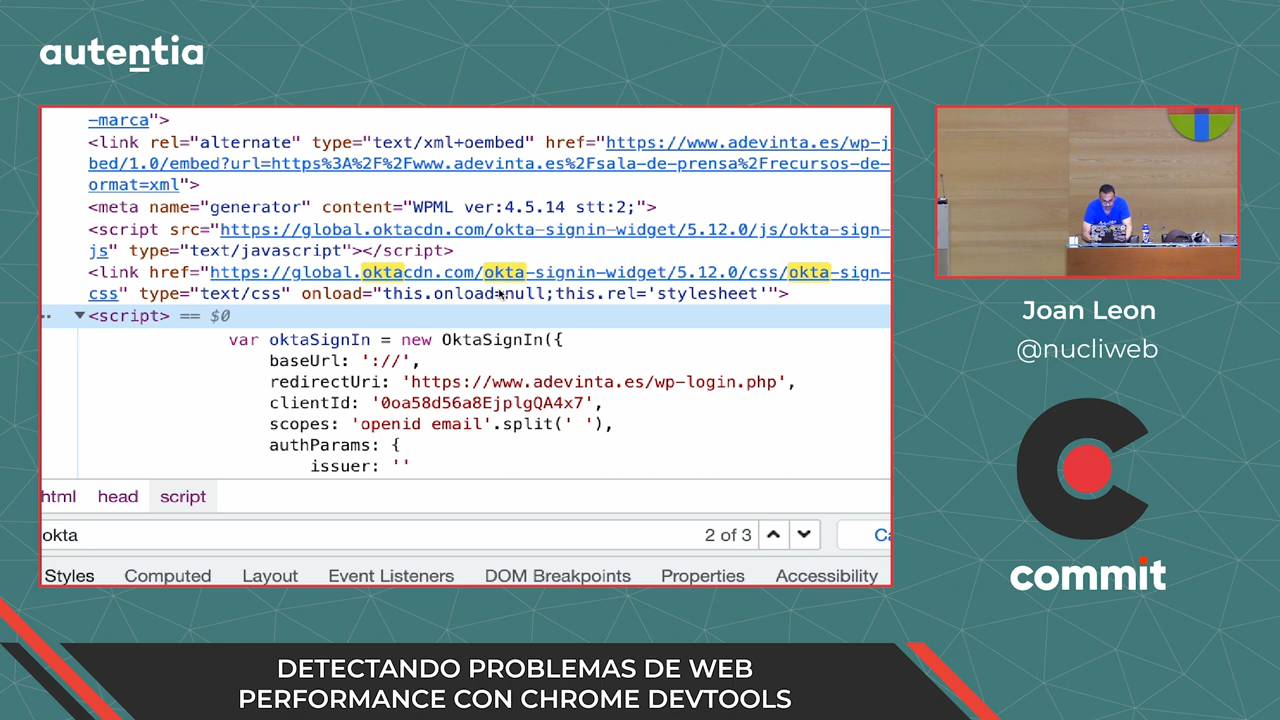 autentia
-marca">
<link rel="alternate" type="text/xml+oembed" href="https://www.adevinta.es/wp-j
bed/1.0/embed?url=https%3A%2F%2Fwww.adevinta.es%2Fsala-de-prensa%2Frecursos-de-
ormat=xml">
<meta name="generator" content="WPML ver:4.5.14 stt:2;">
<script src="https://global.oktacdn.com/okta-signin-widget/5.12.0/js/okta-sign-
js" type="text/javascript"></script>
<link href="https://global.oktacdn.com/okta-signin-widget/5.12.0/css/okta-sign-
css" type="text/css" onload="this.onload=null;this.rel='stylesheet'">
<script> == $0
var oktaSignIn = new OktaSignIn({
baseUrl: '://',
redirectUri: 'https://www.adevinta.es/wp-login.php',
clientId: '0oa58d56a8EjplgQA4x7',
scopes: 'openid email'.split(' '),
authParams: {
issuer: ''
html head script
okta 2 of 3 Ca
Styles Computed Layout Event Listeners DOM Breakpoints Properties Accessibility
Joan Leon
@nucliweb
commit
DETECTANDO PROBLEMAS DE WEB
PERFORMANCE CON CHROME DEVTOOLS